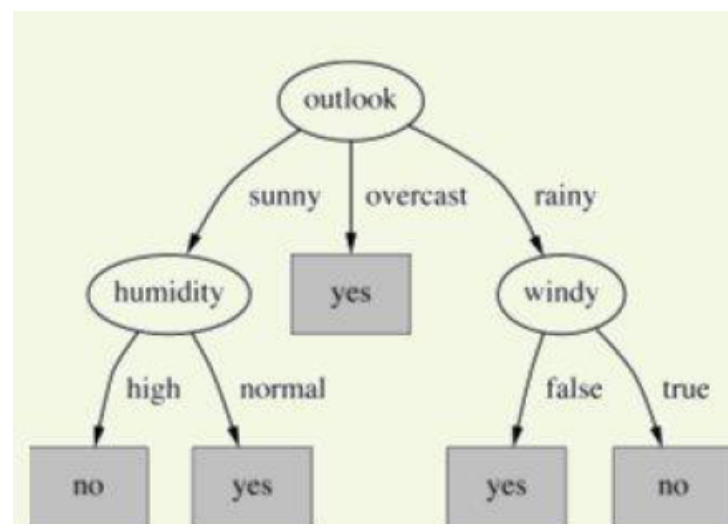 outlook
sunny overcast rainy
humidity yes windy
high normal false true
no yes yes no